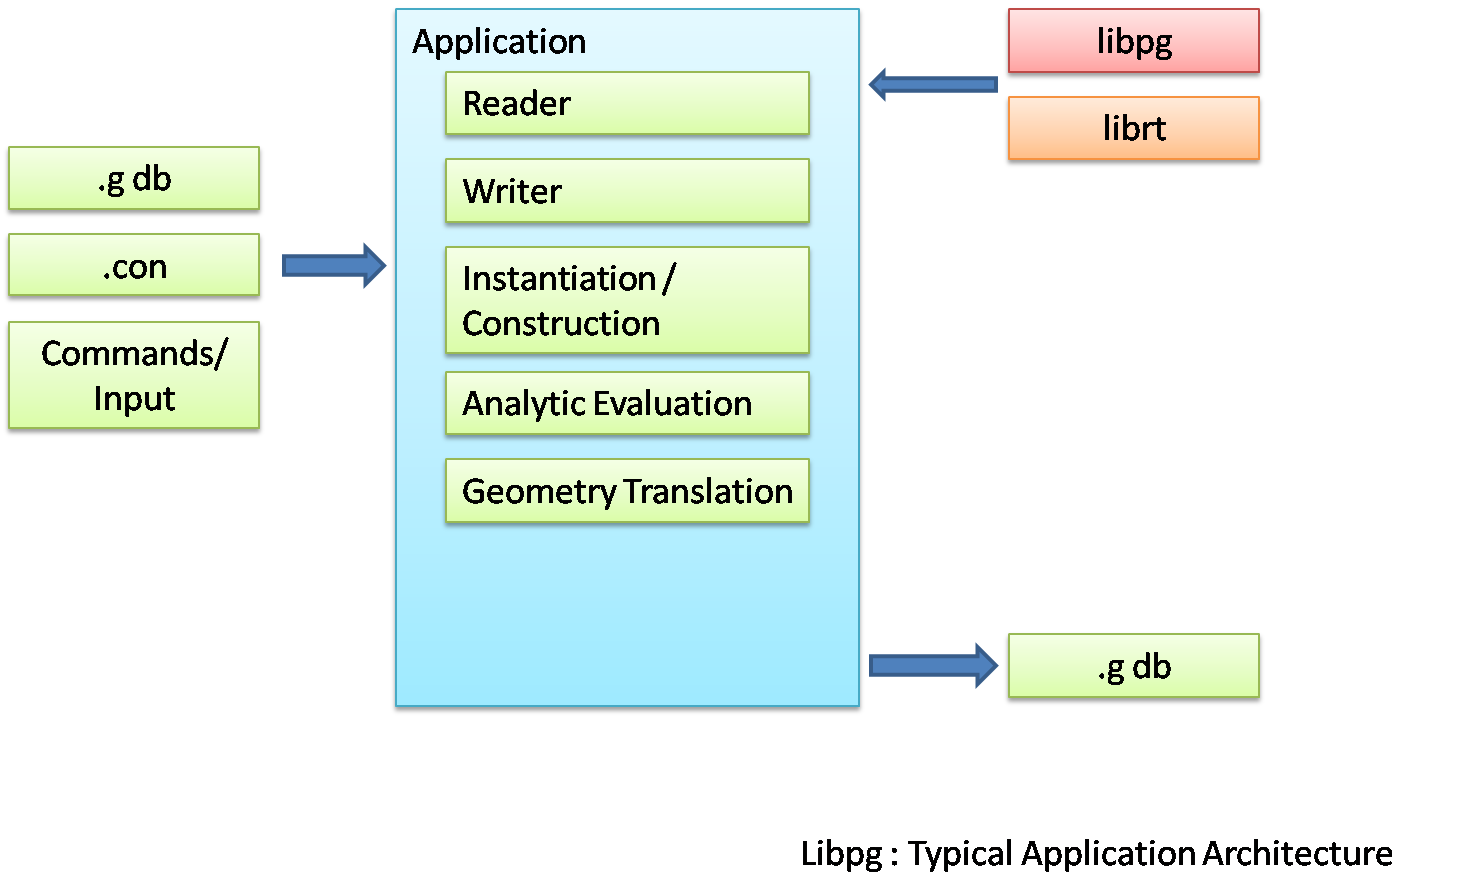 Application
Reader
Writer
Instantiation /
Construction
Analytic Evaluation
Geometry Translation
.g db
.con
Commands/
Input
libpg
librt
.g db
Libpg : Typical Application Architecture